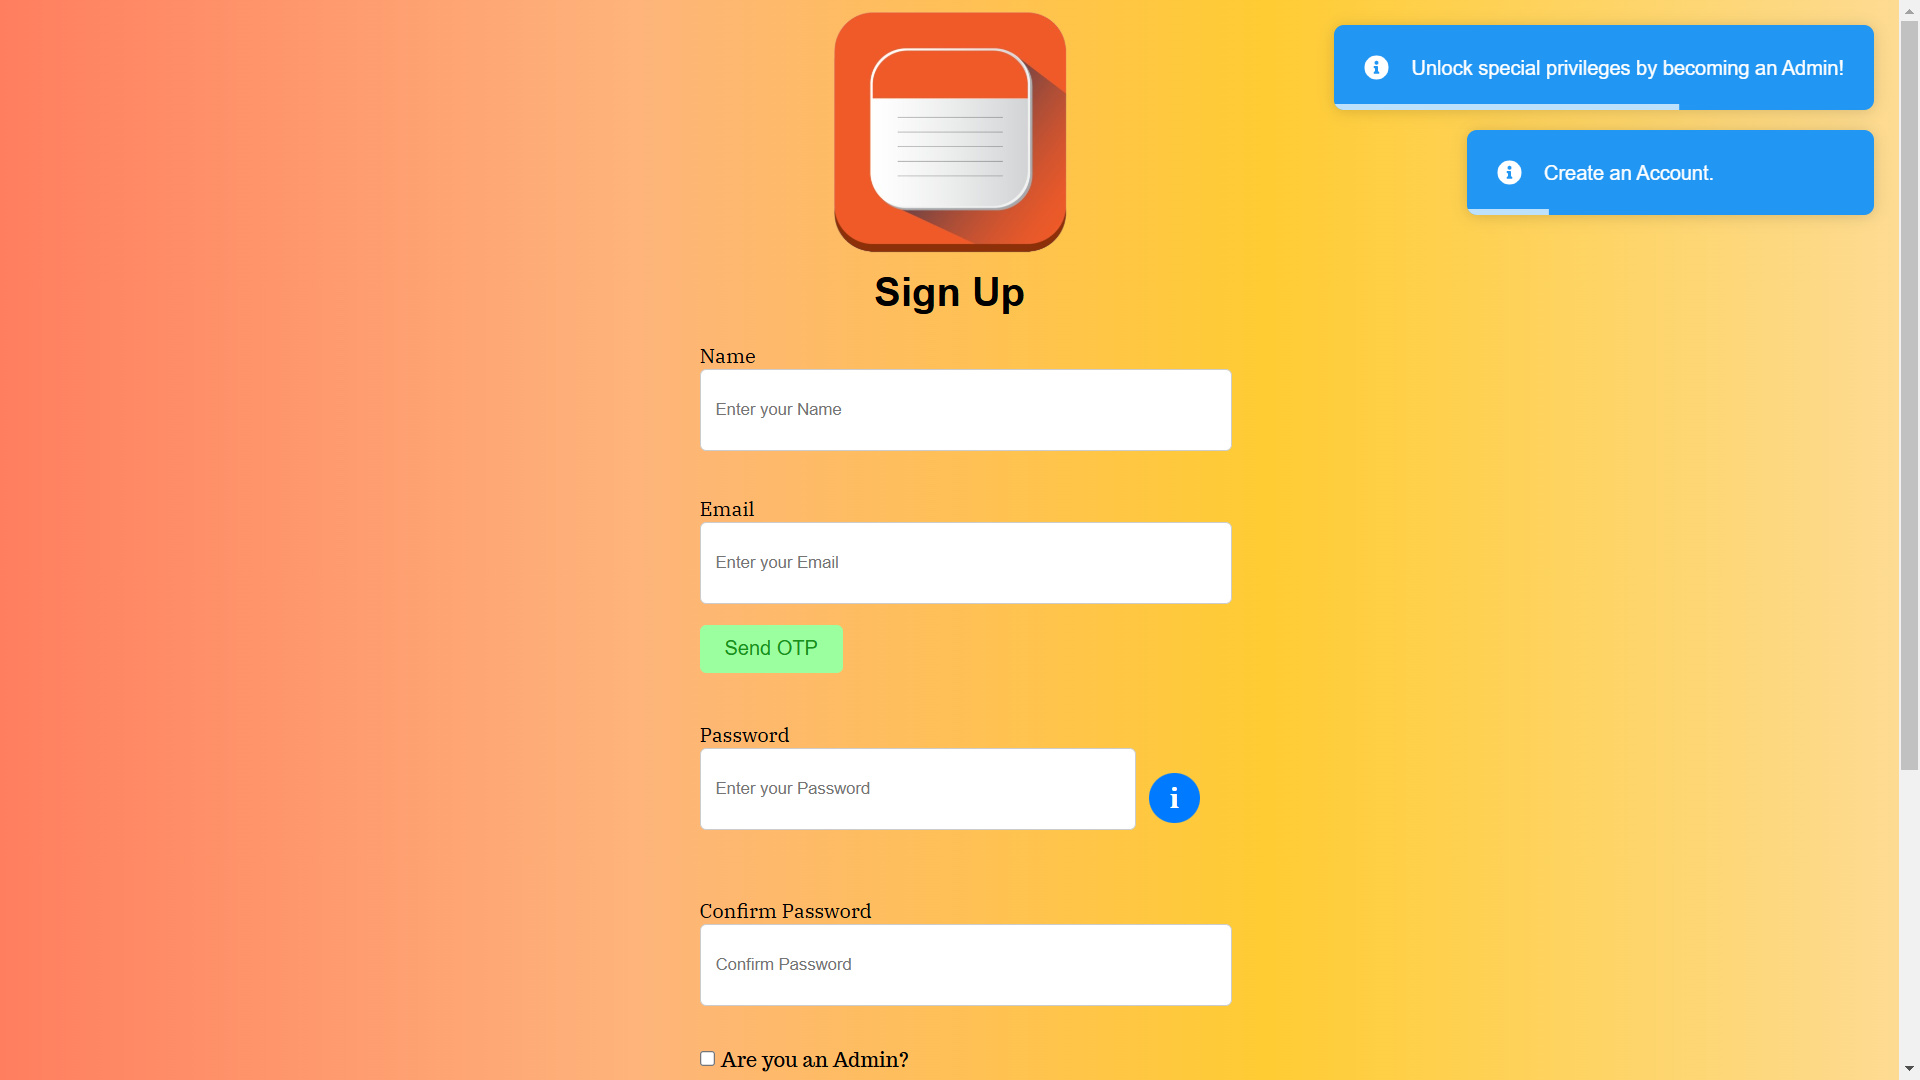 Unlock special privileges by becoming an Admin!
Create an Account.
Sign Up
Name
Enter your Name
Email
Enter your Email
Send OTP
Password
Enter your Password
i
Confirm Password
Confirm Password
Are you an Admin?